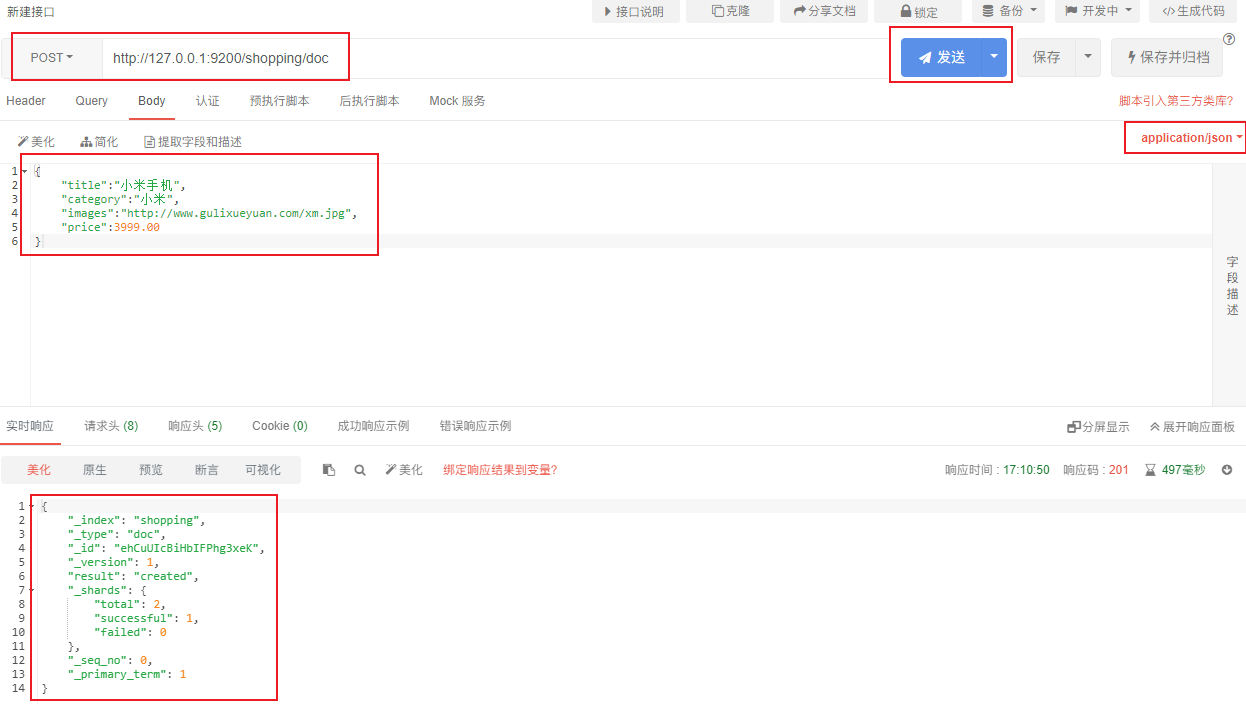 新建接口 接口说明 克隆 分享文档 锁定 备份 开发中 生成代码
POST http://127.0.0.1:9200/shopping/doc 发送 保存 保存并归档
Header Query Body 认证 预执行脚本 后执行脚本 Mock 服务 脚本引入第三方类库?
美化 简化 提取字段和描述 application/json
1 {
2 "title":"小米手机",
3 "category":"小米",
4 "images":"http://www.gulixueyuan.com/xm.jpg",
5 "price":3999.00
6 }
字段描述
实时响应 请求头 (8) 响应头 (5) Cookie (0) 成功响应示例 错误响应示例 分屏显示 展开响应面板
美化 原生 预览 断言 可视化 美化 绑定响应结果到变量? 响应时间 : 17:10:50 响应码 : 201 497毫秒
1 {
2 "_index": "shopping",
3 "_type": "doc",
4 "_id": "ehCuUIcBiHbIFPhg3xeK",
5 "_version": 1,
6 "result": "created",
7 "_shards": {
8 "total": 2,
9 "successful": 1,
10 "failed": 0
11 },
12 "_seq_no": 0,
13 "_primary_term": 1
14 }